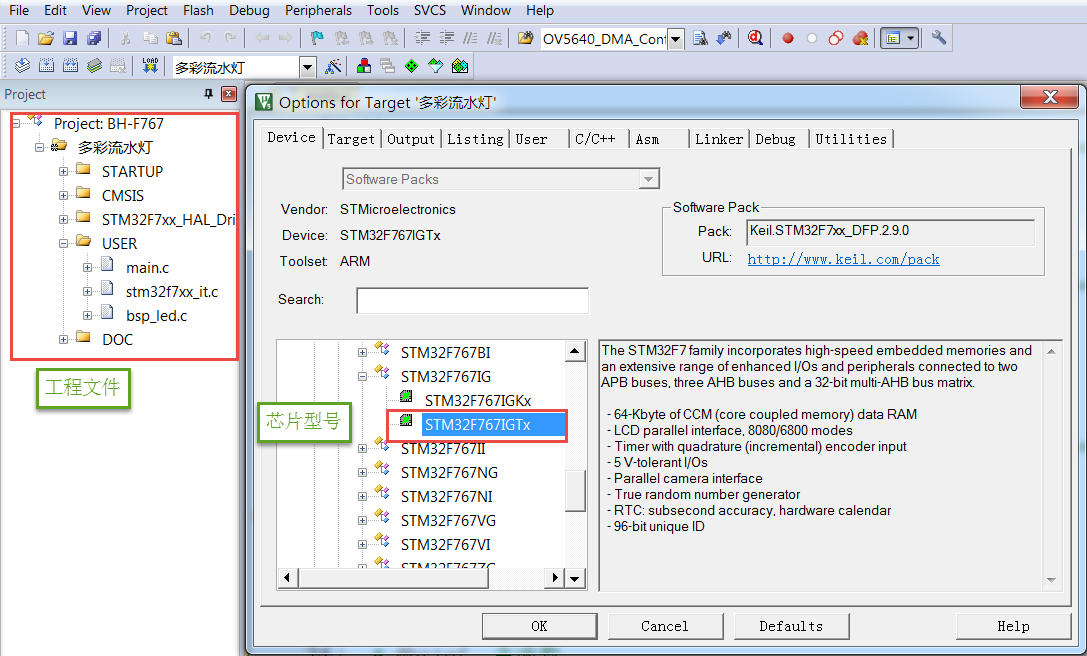 File Edit View Project Flash Debug Peripherals Tools SVCS Window Help
OV5640_DMA_Conf
LOAD 多彩流水灯
Project
Project: BH-F767
多彩流水灯
STARTUP
CMSIS
STM32F7xx_HAL_Dri
USER
main.c
stm32f7xx_it.c
bsp_led.c
DOC
工程文件
Options for Target '多彩流水灯'
Device Target Output Listing User C/C++ Asm Linker Debug Utilities
Software Packs
Vendor: STMicroelectronics
Device: STM32F767IGTx
Toolset: ARM
Search:
Software Pack
Pack: Keil.STM32F7xx_DFP.2.9.0
URL: http://www.keil.com/pack
STM32F767BI
STM32F767IG
STM32F767IGKx
STM32F767IGTx
STM32F767II
STM32F767NG
STM32F767NI
STM32F767VG
STM32F767VI
STM32F767ZG
芯片型号
The STM32F7 family incorporates high-speed embedded memories and
an extensive range of enhanced I/Os and peripherals connected to two
APB buses, three AHB buses and a 32-bit multi-AHB bus matrix.
- 64-Kbyte of CCM (core coupled memory) data RAM
- LCD parallel interface, 8080/6800 modes
- Timer with quadrature (incremental) encoder input
- 5 V-tolerant I/Os
- Parallel camera interface
- True random number generator
- RTC: subsecond accuracy, hardware calendar
- 96-bit unique ID
OK Cancel Defaults Help